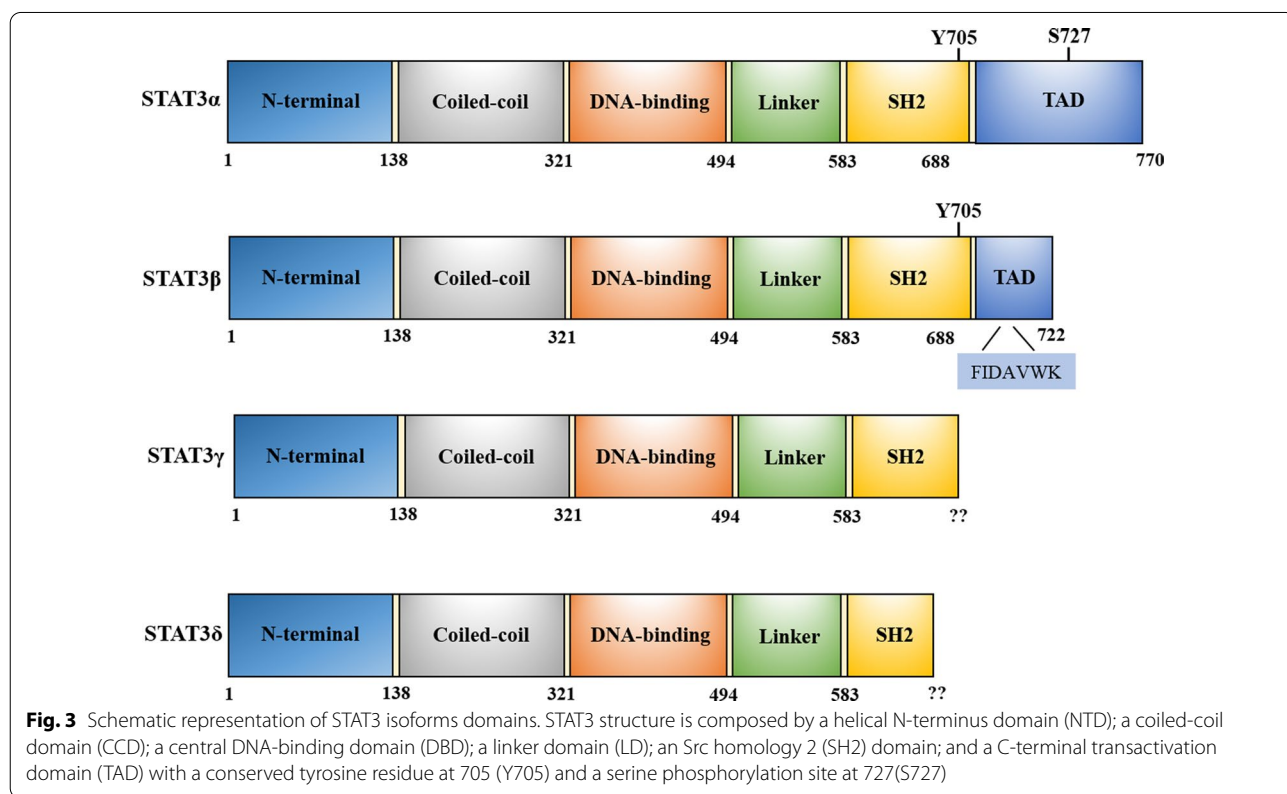 Y705 S727
STAT3α N-terminal Coiled-coil DNA-binding Linker SH2 TAD
1 138 321 494 583 688 770
Y705
STAT3β N-terminal Coiled-coil DNA-binding Linker SH2 TAD
1 138 321 494 583 688 722
FIDAVWK
STAT3γ N-terminal Coiled-coil DNA-binding Linker SH2
1 138 321 494 583 ??
STAT3δ N-terminal Coiled-coil DNA-binding Linker SH2
1 138 321 494 583 ??
Fig. 3 Schematic representation of STAT3 isoforms domains. STAT3 structure is composed by a helical N-terminus domain (NTD); a coiled-coil
domain (CCD); a central DNA-binding domain (DBD); a linker domain (LD); an Src homology 2 (SH2) domain; and a C-terminal transactivation
domain (TAD) with a conserved tyrosine residue at 705 (Y705) and a serine phosphorylation site at 727(S727)